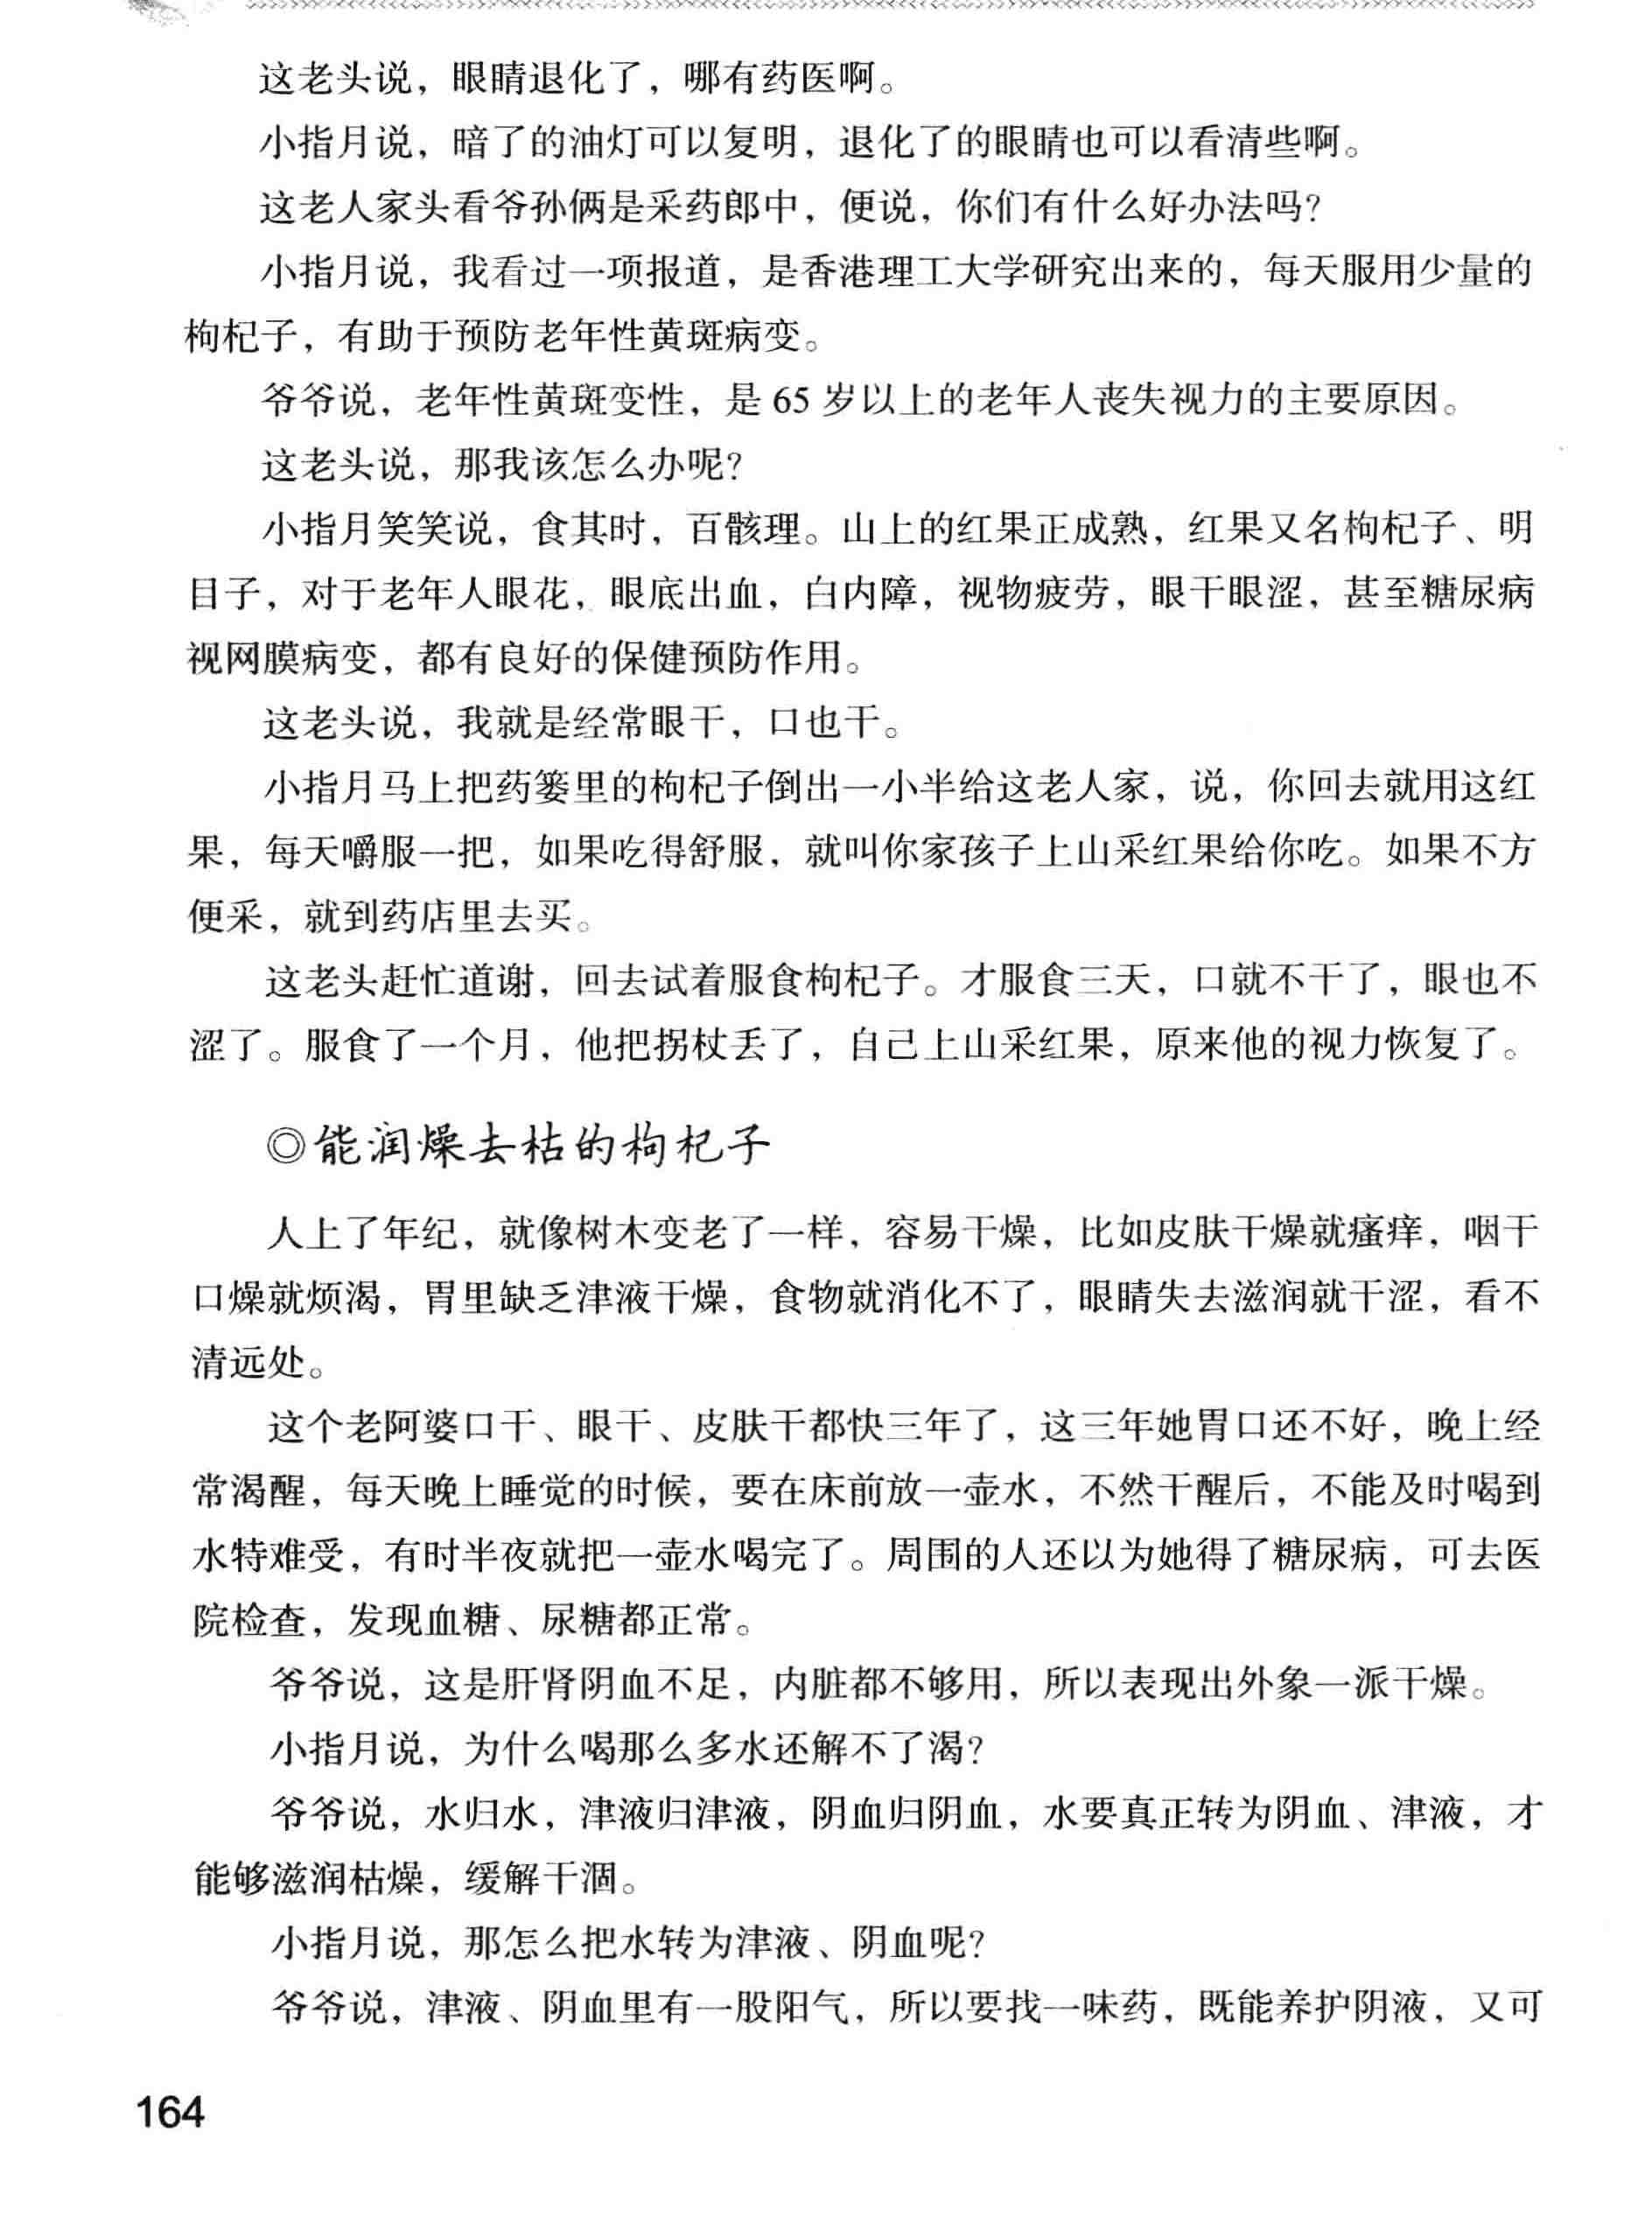 这老头说，眼睛退化了，哪有药医啊。
小指月说，暗了的油灯可以复明，退化了的眼睛也可以看清些啊。
这老人家头看爷孙俩是采药郎中，便说，你们有什么好办法吗？
小指月说，我看过一项报道，是香港理工大学研究出来的，每天服用少量的
枸杞子，有助于预防老年性黄斑病变。
爷爷说，老年性黄斑变性，是 65 岁以上的老年人丧失视力的主要原因。
这老头说，那我该怎么办呢？
小指月笑笑说，食其时，百骸理。山上的红果正成熟，红果又名枸杞子、明
目子，对于老年人眼花，眼底出血，白内障，视物疲劳，眼干眼涩，甚至糖尿病
视网膜病变，都有良好的保健预防作用。
这老头说，我就是经常眼干，口也干。
小指月马上把药篓里的枸杞子倒出一小半给这老人家，说，你回去就用这红
果，每天嚼服一把，如果吃得舒服，就叫你家孩子上山采红果给你吃。如果不方
便采，就到药店里去买。
这老头赶忙道谢，回去试着服食枸杞子。才服食三天，口就不干了，眼也不
涩了。服食了一个月，他把拐杖丢了，自己上山采红果，原来他的视力恢复了。
◎能润燥去枯的枸杞子
人上了年纪，就像树木变老了一样，容易干燥，比如皮肤干燥就瘙痒，咽干
口燥就烦渴，胃里缺乏津液干燥，食物就消化不了，眼睛失去滋润就干涩，看不
清远处。
这个老阿婆口干、眼干、皮肤干都快三年了，这三年她胃口还不好，晚上经
常渴醒，每天晚上睡觉的时候，要在床前放一壶水，不然干醒后，不能及时喝到
水特难受，有时半夜就把一壶水喝完了。周围的人还以为她得了糖尿病，可去医
院检查，发现血糖、尿糖都正常。
爷爷说，这是肝肾阴血不足，内脏都不够用，所以表现出外象一派干燥。
小指月说，为什么喝那么多水还解不了渴？
爷爷说，水归水，津液归津液，阴血归阴血，水要真正转为阴血、津液，才
能够滋润枯燥，缓解干涸。
小指月说，那怎么把水转为津液、阴血呢？
爷爷说，津液、阴血里有一股阳气，所以要找一味药，既能养护阴液，又可
164